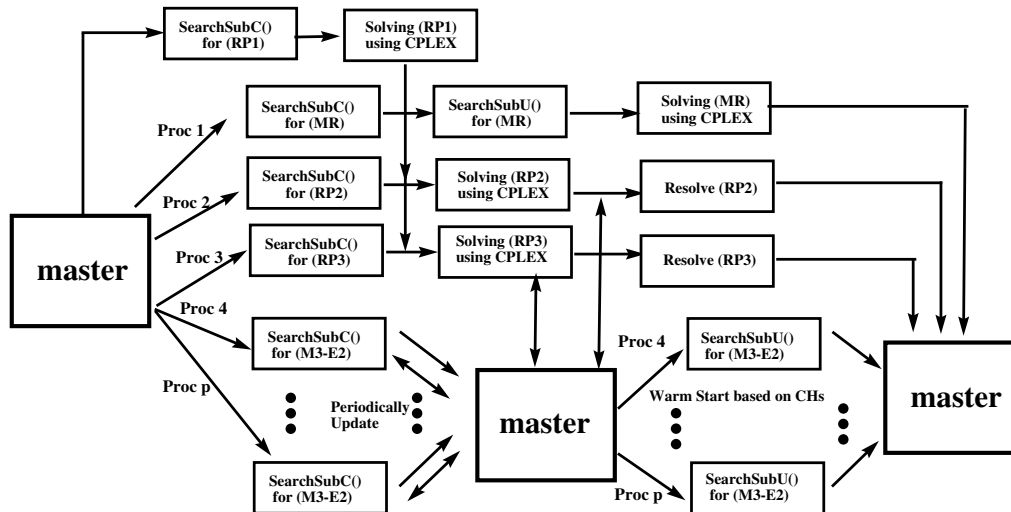 SearchSubC()
for (RP1)
Solving (RP1)
using CPLEX
SearchSubC()
for (MR)
SearchSubU()
for (MR)
Solving (MR)
using CPLEX
Proc 1
SearchSubC()
for (RP2)
Solving (RP2)
using CPLEX
Resolve (RP2)
Proc 2
master
SearchSubC()
for (RP3)
Solving (RP3)
using CPLEX
Resolve (RP3)
Proc 3
Proc 4
SearchSubC()
for (M3-E2)
Proc 4
SearchSubU()
for (M3-E2)
Proc p
Periodically
Update
master
Warm Start based on CHs
master
SearchSubC()
for (M3-E2)
Proc p
SearchSubU()
for (M3-E2)